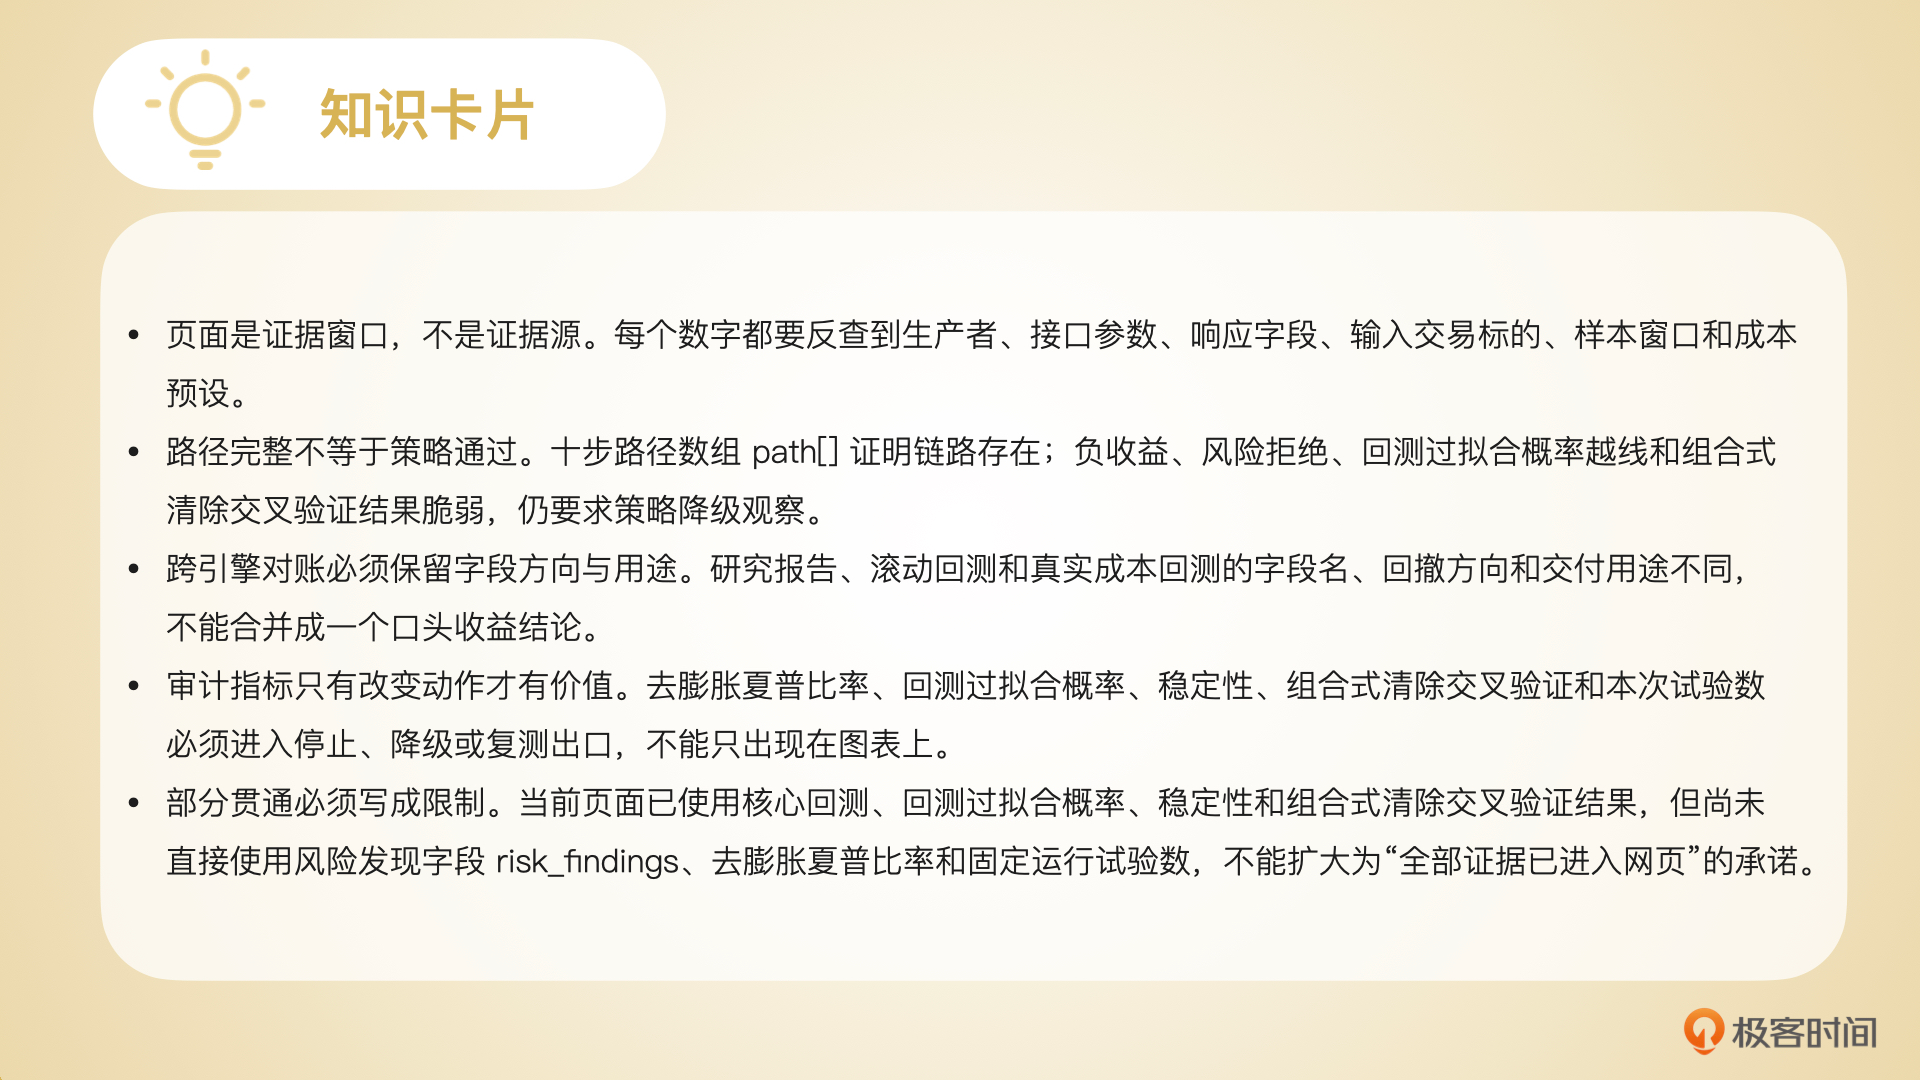 知识卡片
• 页面是证据窗口，不是证据源。每个数字都要反查到生产者、接口参数、响应字段、输入交易标的、样本窗口和成本
预设。
• 路径完整不等于策略通过。十步路径数组 path[] 证明链路存在；负收益、风险拒绝、回测过拟合概率越线和组合式
清除交叉验证结果脆弱，仍要求策略降级观察。
• 跨引擎对账必须保留字段方向与用途。研究报告、滚动回测和真实成本回测的字段名、回撤方向和交付用途不同，
不能合并成一个口头收益结论。
• 审计指标只有改变动作才有价值。去膨胀夏普比率、回测过拟合概率、稳定性、组合式清除交叉验证和本次试验数
必须进入停止、降级或复测出口，不能只出现在图表上。
• 部分贯通必须写成限制。当前页面已使用核心回测、回测过拟合概率、稳定性和组合式清除交叉验证结果，但尚未
直接使用风险发现字段 risk_findings、去膨胀夏普比率和固定运行试验数，不能扩大为“全部证据已进入网页”的承诺。
极客时间